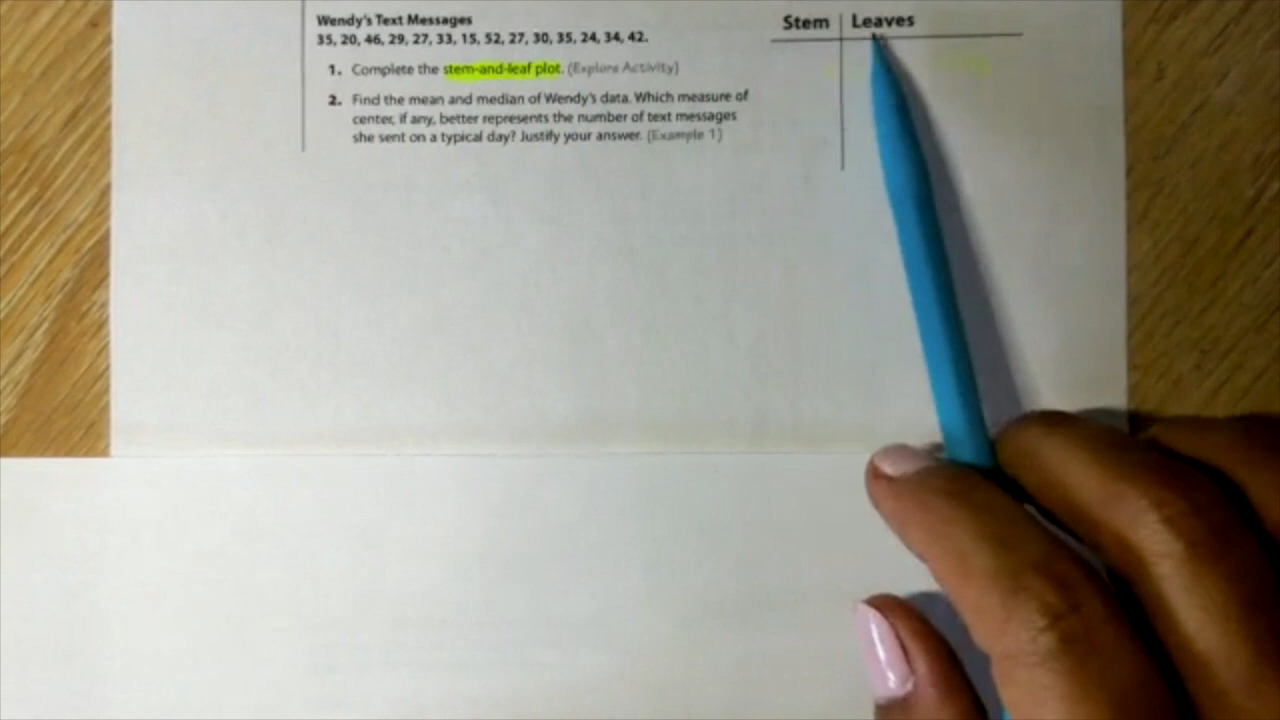 Wendy's Text Messages
35, 20, 46, 29, 27, 33, 15, 52, 27, 30, 35, 24, 34, 42.
1. Complete the stem-and-leaf plot. (Explore Activity)
2. Find the mean and median of Wendy's data. Which measure of
center, if any, better represents the number of text messages
she sent on a typical day? Justify your answer. (Example 1)
Stem Leaves